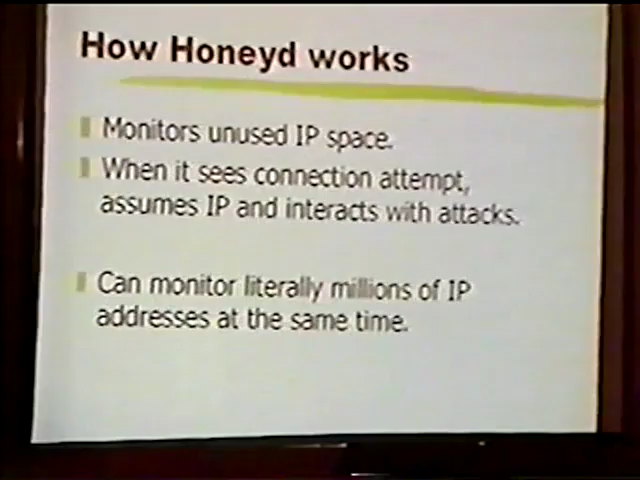 How Honeyd works
Monitors unused IP space.
When it sees connection attempt,
assumes IP and interacts with attacks.
Can monitor literally millions of IP
addresses at the same time.